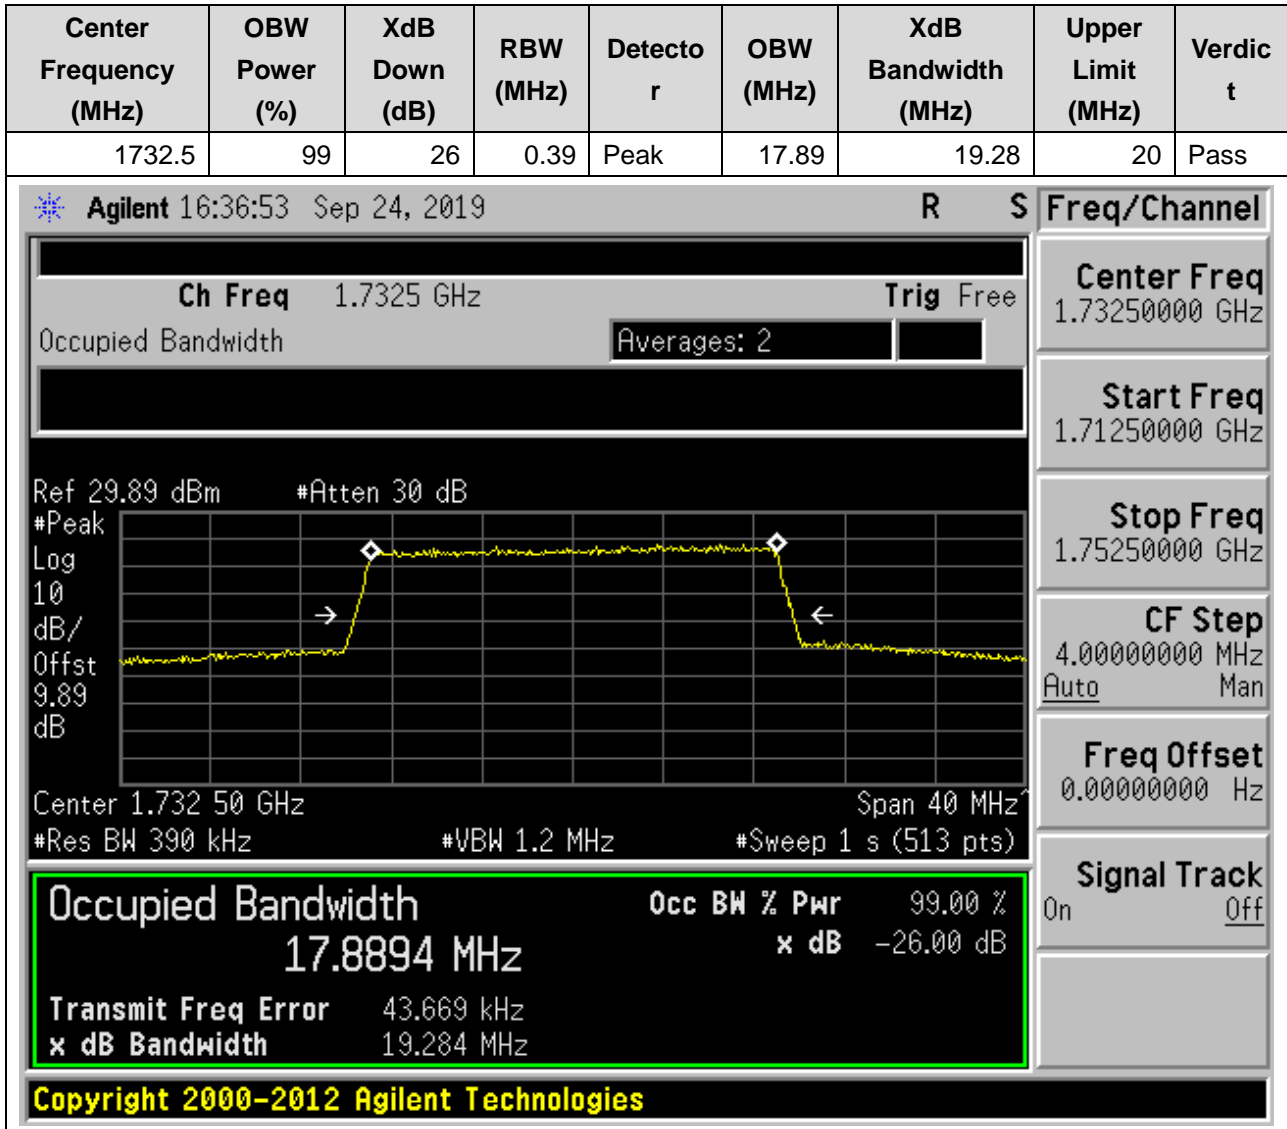 Center Frequency (MHz) OBW Power (%) XdB Down (dB) RBW (MHz) Detecto r OBW (MHz) XdB Bandwidth (MHz) Upper Limit (MHz) Verdic t
1732.5 99 26 0.39 Peak 17.89 19.28 20 Pass
Agilent 16:36:53 Sep 24, 2019 R S
Freq/Channel
Ch Freq 1.7325 GHz Trig Free
Occupied Bandwidth Averages: 2
Center Freq
1.73250000 GHz
Start Freq
1.71250000 GHz
Stop Freq
1.75250000 GHz
CF Step
4.00000000 MHz
Auto Man
Freq Offset
0.00000000 Hz
Signal Track
On Off
Ref 29.89 dBm #Atten 30 dB
#Peak
Log
10
dB/
Offst
9.89
dB
Center 1.732 50 GHz Span 40 MHz^
#Res BW 390 kHz #VBW 1.2 MHz #Sweep 1 s (513 pts)
Occupied Bandwidth Occ BW % Pwr 99.00 %
17.8894 MHz x dB -26.00 dB
Transmit Freq Error 43.669 kHz
x dB Bandwidth 19.284 MHz
Copyright 2000-2012 Agilent Technologies